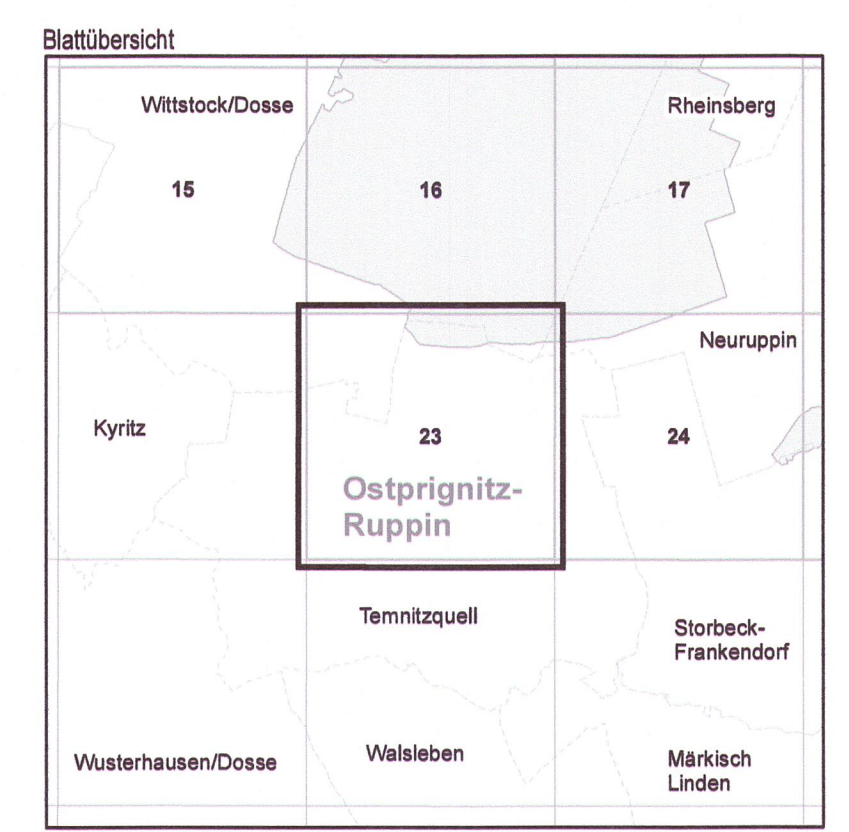 Blattübersicht
Wittstock/Dosse
Rheinsberg
15
16
17
Neuruppin
Kyritz
23
24
Ostprignitz-
Ruppin
Temnitzquell
Storbeck-
Frankendorf
Wusterhausen/Dosse
Walsleben
Märkisch
Linden